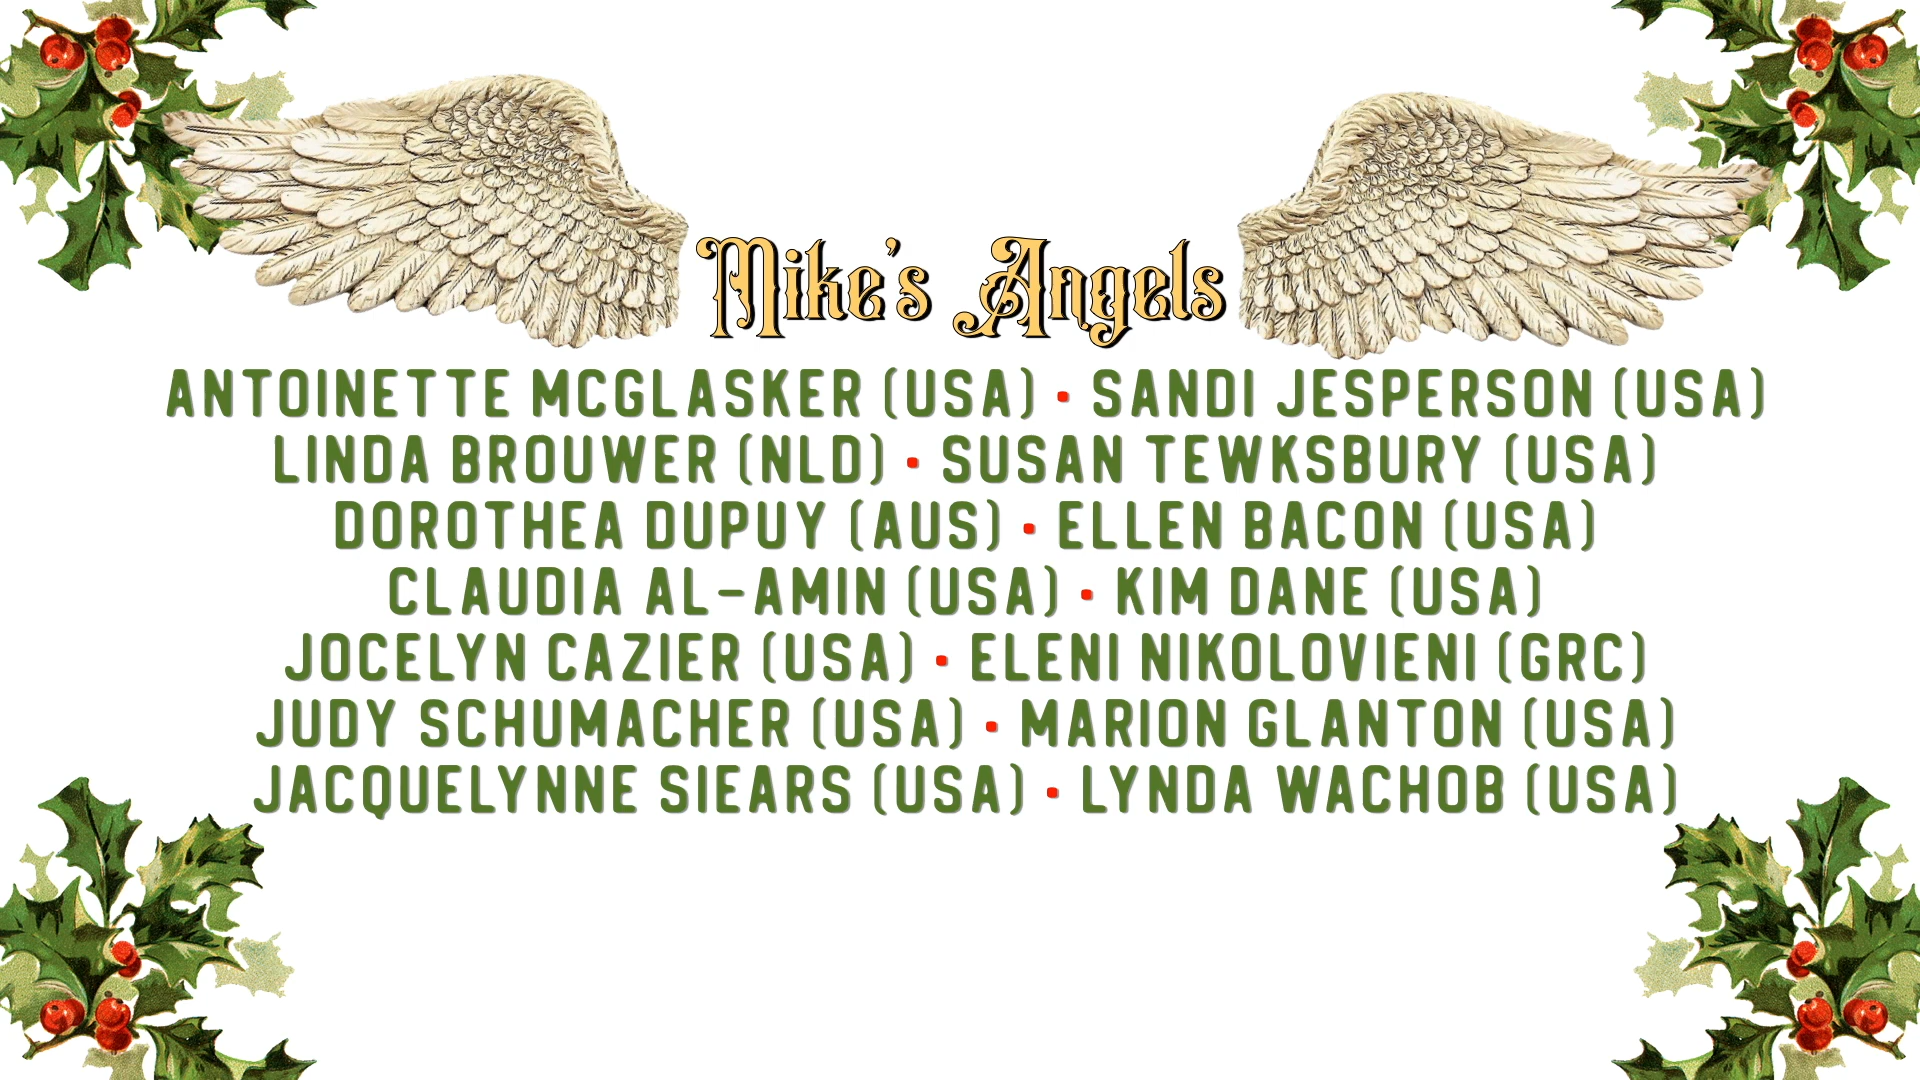 Mike's Angels
ANTOINETTE MCGLASKER (USA) • SANDI JESPERSON (USA)
LINDA BROUWER (NLD) • SUSAN TEWKSBURY (USA)
DOROTHEA DUPUY (AUS) • ELLEN BACON (USA)
CLAUDIA AL-AMIN (USA) • KIM DANE (USA)
JOCELYN CAZIER (USA) • ELENI NIKOLOVIENI (GRC)
JUDY SCHUMACHER (USA) • MARION GLANTON (USA)
JACQUELYNNE SIEARS (USA) • LYNDA WACHOB (USA)